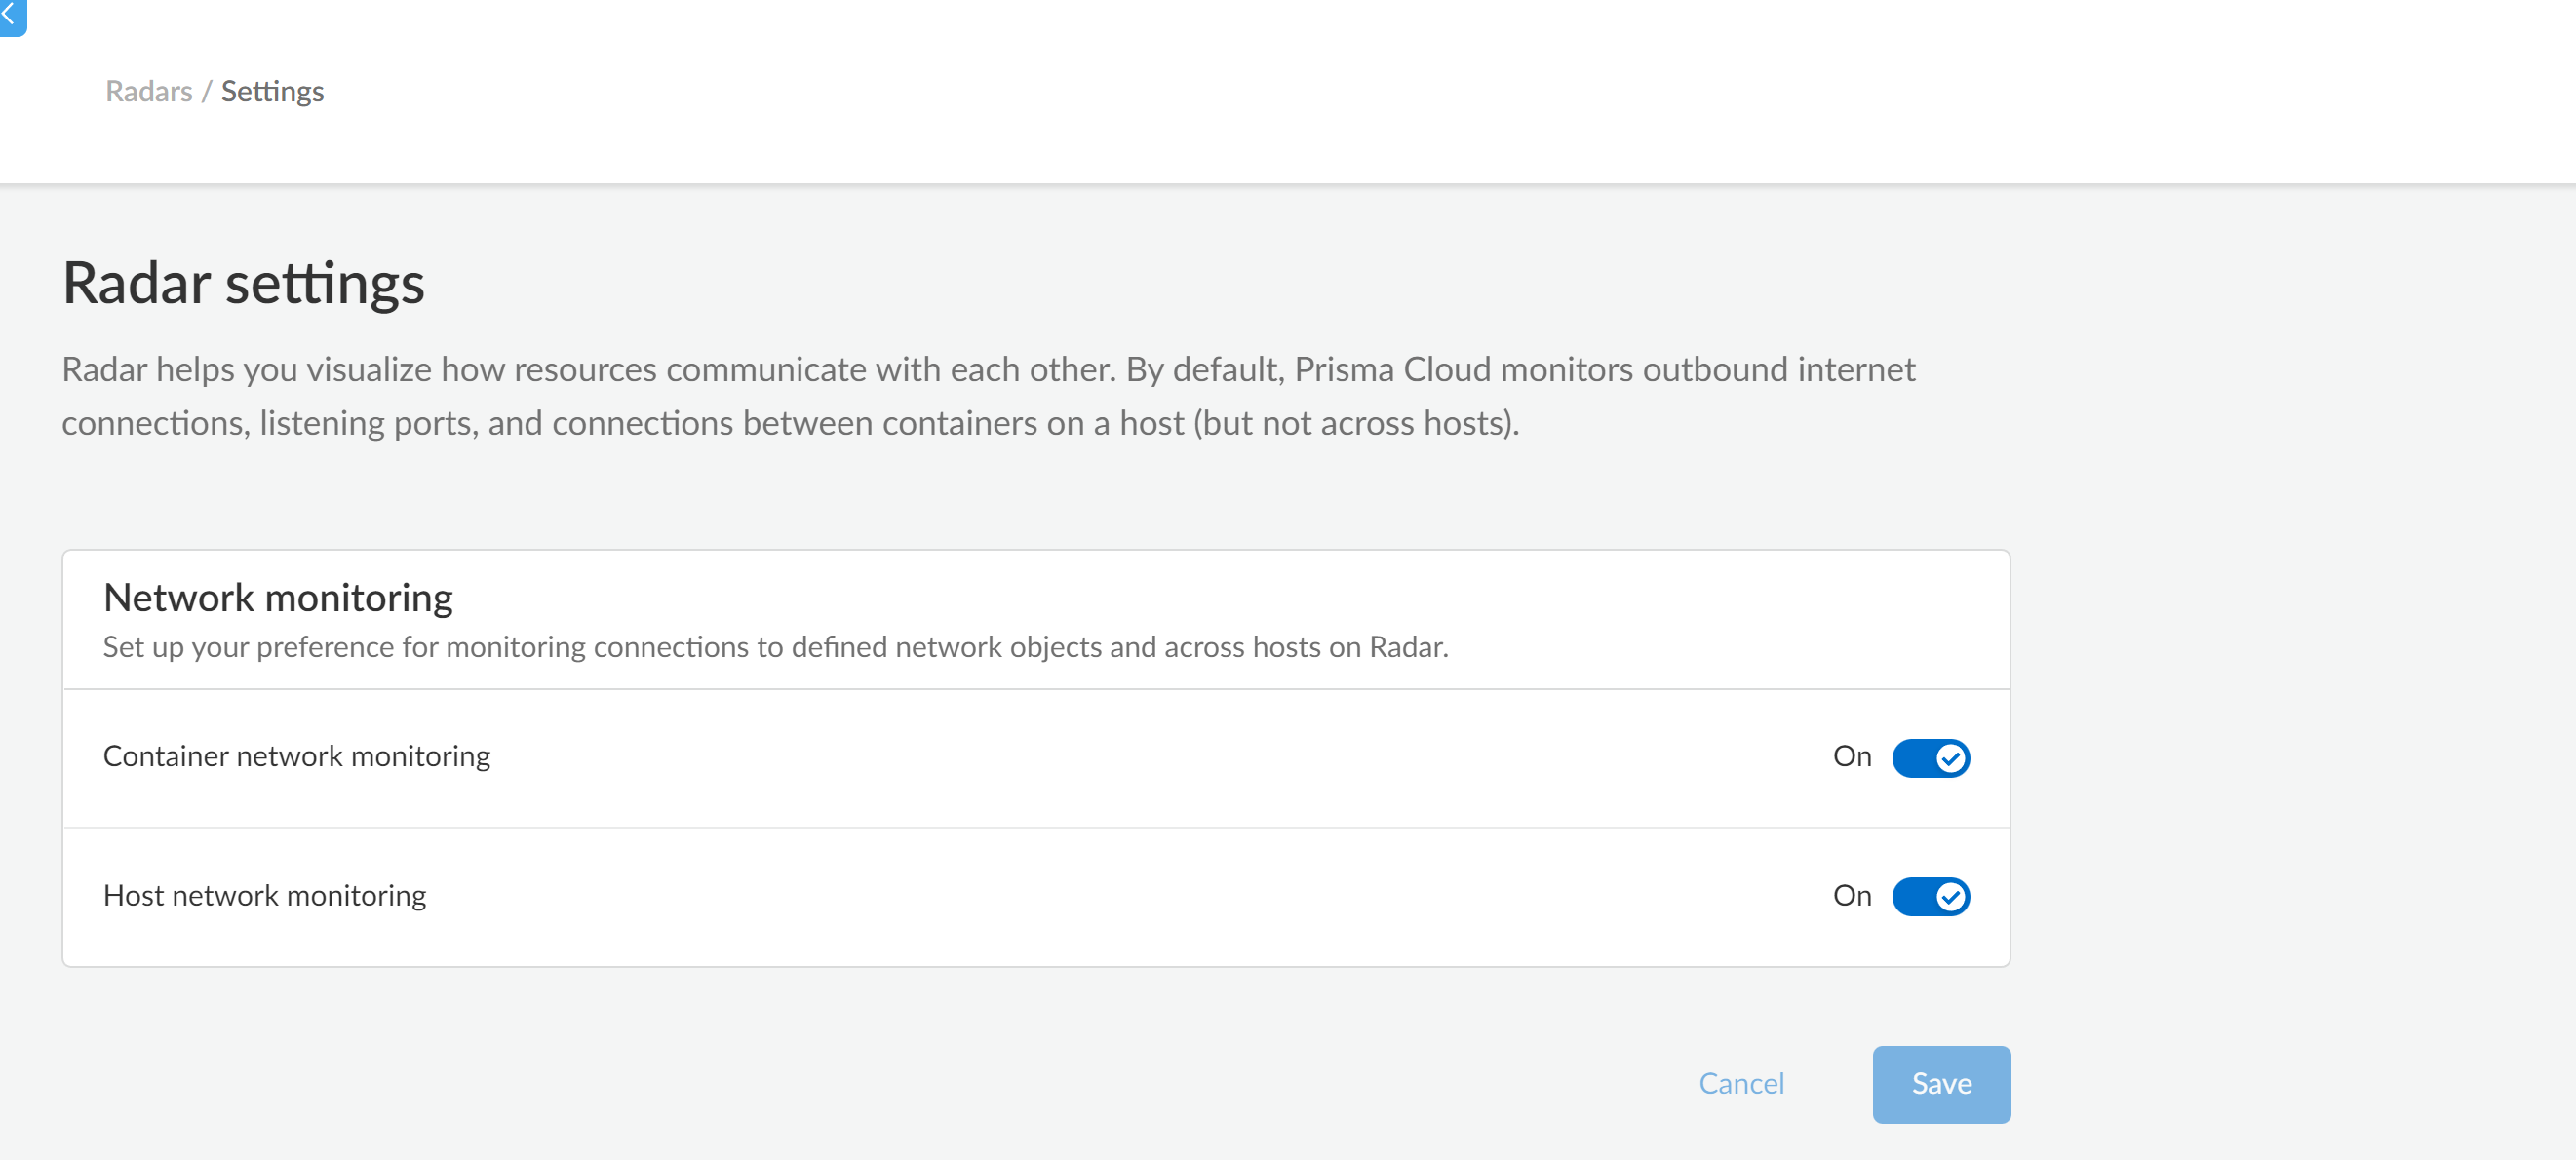 Radars / Settings
Radar settings
Radar helps you visualize how resources communicate with each other. By default, Prisma Cloud monitors outbound internet
connections, listening ports, and connections between containers on a host (but not across hosts).
Network monitoring
Set up your preference for monitoring connections to defined network objects and across hosts on Radar.
Container network monitoring On
Host network monitoring On
Cancel Save